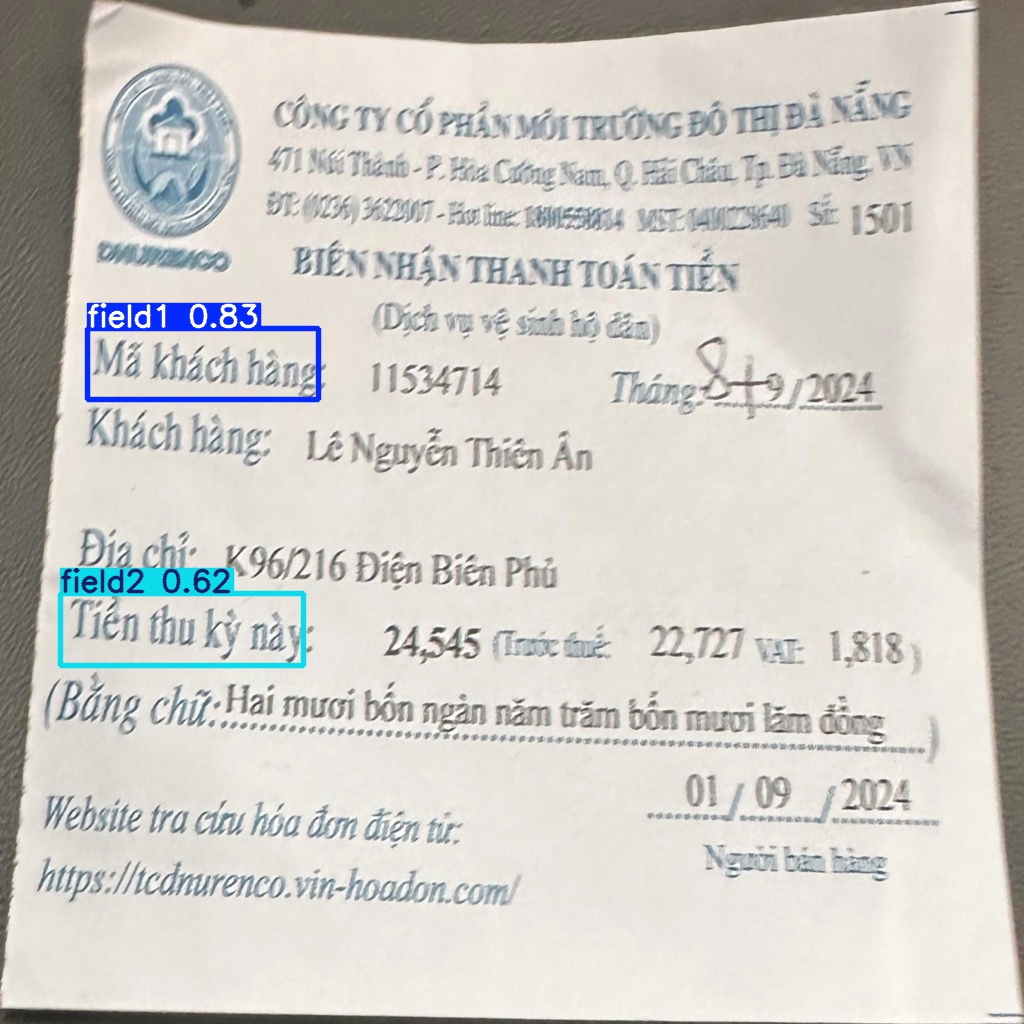 CÔNG TY CỔ PHẦN MÔI TRƯỜNG ĐÔ THỊ ĐÀ NẴNG
471 Núi Thành - P. Hòa Cường Nam, Q. Hải Châu, Tp. Đà Nẵng, VN
ĐT: (0236) 3622007 - Hot line: MST: Số: 1501
DNURENCO
BIÊN NHẬN THANH TOÁN TIỀN
(Dịch vụ vệ sinh hộ dân)
field1 0.83
Mã khách hàng: 11534714 Tháng: 8+9/2024
Khách hàng: Lê Nguyễn Thiên Ân
Địa chỉ: K96/216 Điện Biên Phủ
field2 0.62
Tiền thu kỳ này: 24,545 (Trước thuế: 22,727 VAT: 1,818)
(Bằng chữ: Hai mươi bốn ngàn năm trăm bốn mươi lăm đồng)
01 / 09 / 2024
Website tra cứu hóa đơn điện tử:
Người bán hàng
https://tcdnurenco.vin-hoadon.com/